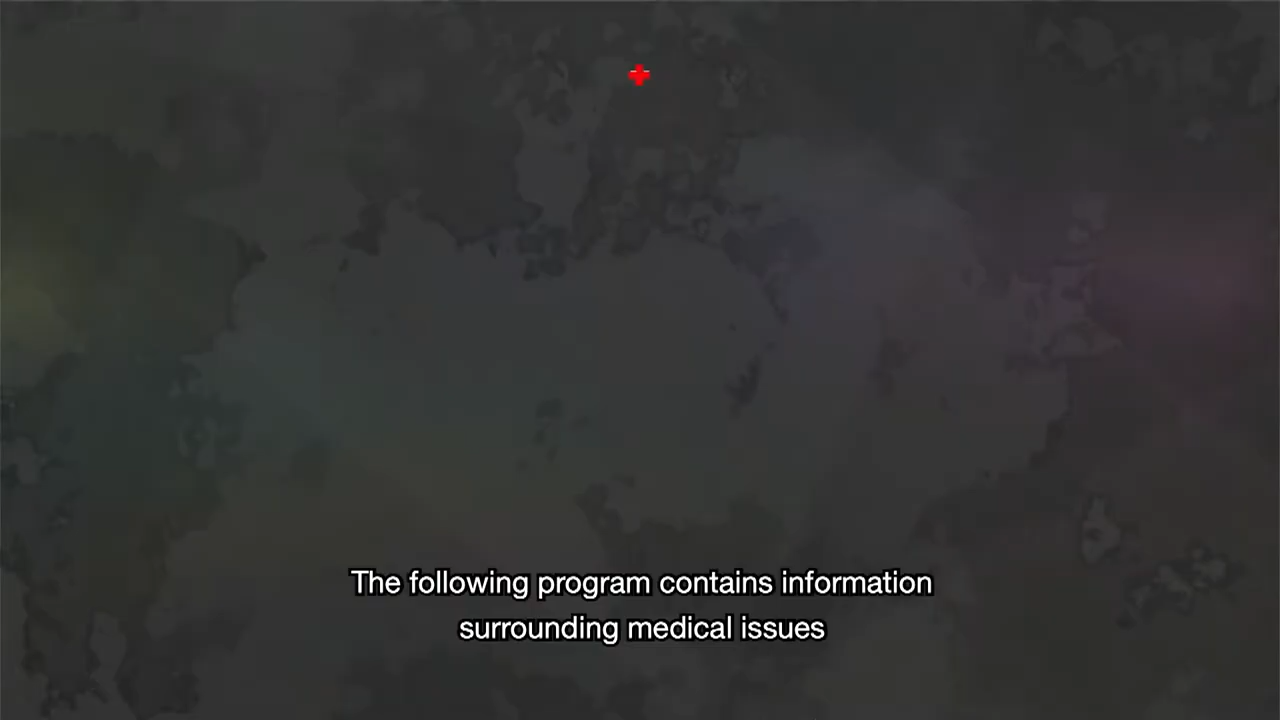 The following program contains information
surrounding medical issues